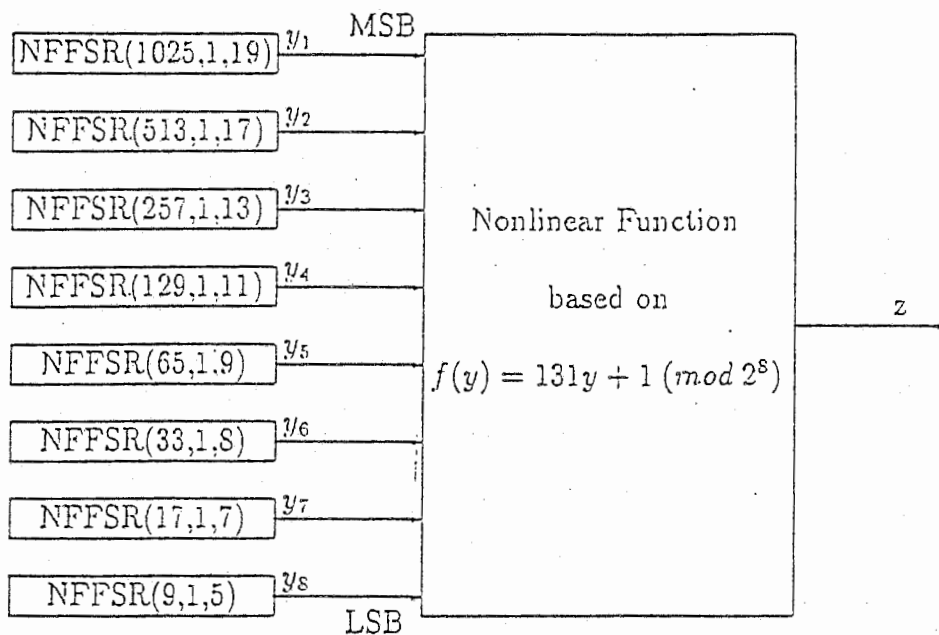 MSB
NFFSR(1025,1,19) y₁
NFFSR(513,1,17) y₂
NFFSR(257,1,13) y₃
NFFSR(129,1,11) y₄
NFFSR(65,1,9) y₅
NFFSR(33,1,8) y₆
NFFSR(17,1,7) y₇
NFFSR(9,1,5) y₈
LSB
Nonlinear Function
based on
f(y) = 131y + 1 (mod 2⁸)
z